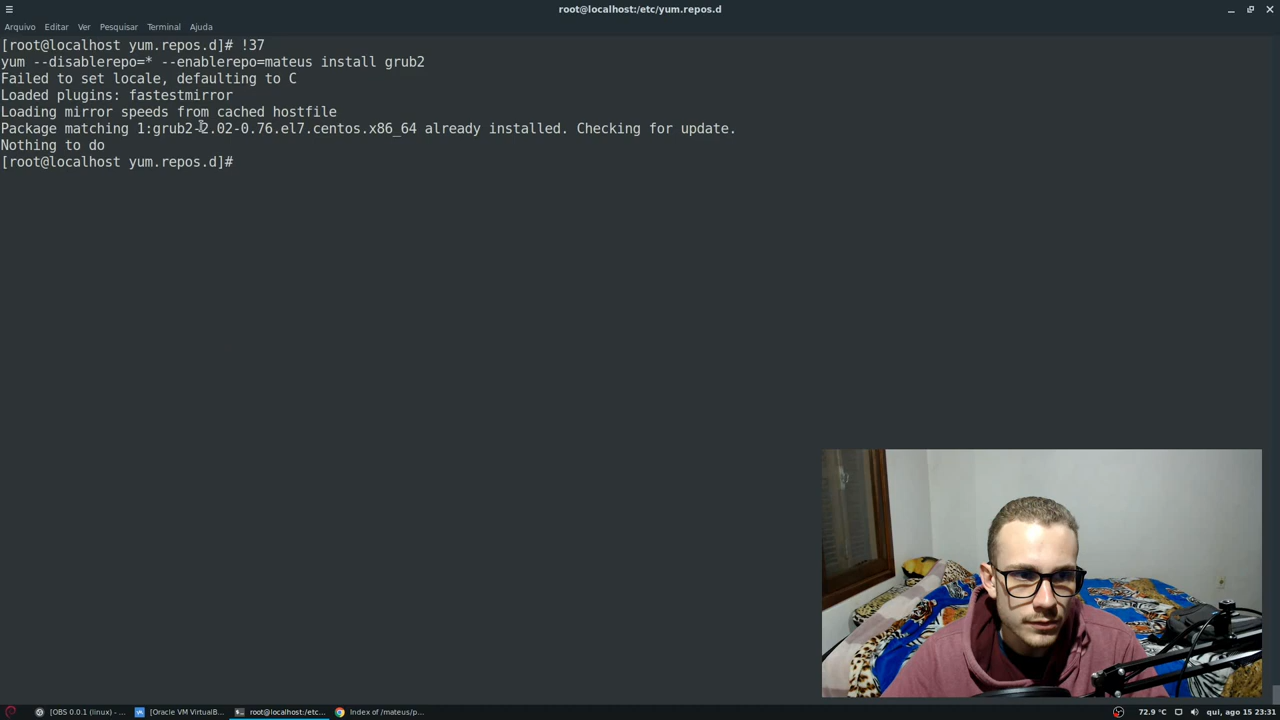 root@localhost:/etc/yum.repos.d
Arquivo Editar Ver Pesquisar Terminal Ajuda
[root@localhost yum.repos.d]# !37
yum --disablerepo=* --enablerepo=mateus install grub2
Failed to set locale, defaulting to C
Loaded plugins: fastestmirror
Loading mirror speeds from cached hostfile
Package matching 1:grub2-2.02-0.76.el7.centos.x86_64 already installed. Checking for update.
Nothing to do
[root@localhost yum.repos.d]#
[OBS 0.0.1 (linux) - ... [Oracle VM VirtualB... root@localhost:/etc... Index of /mateus/p... 72.9 °C qui, ago 15 23:31